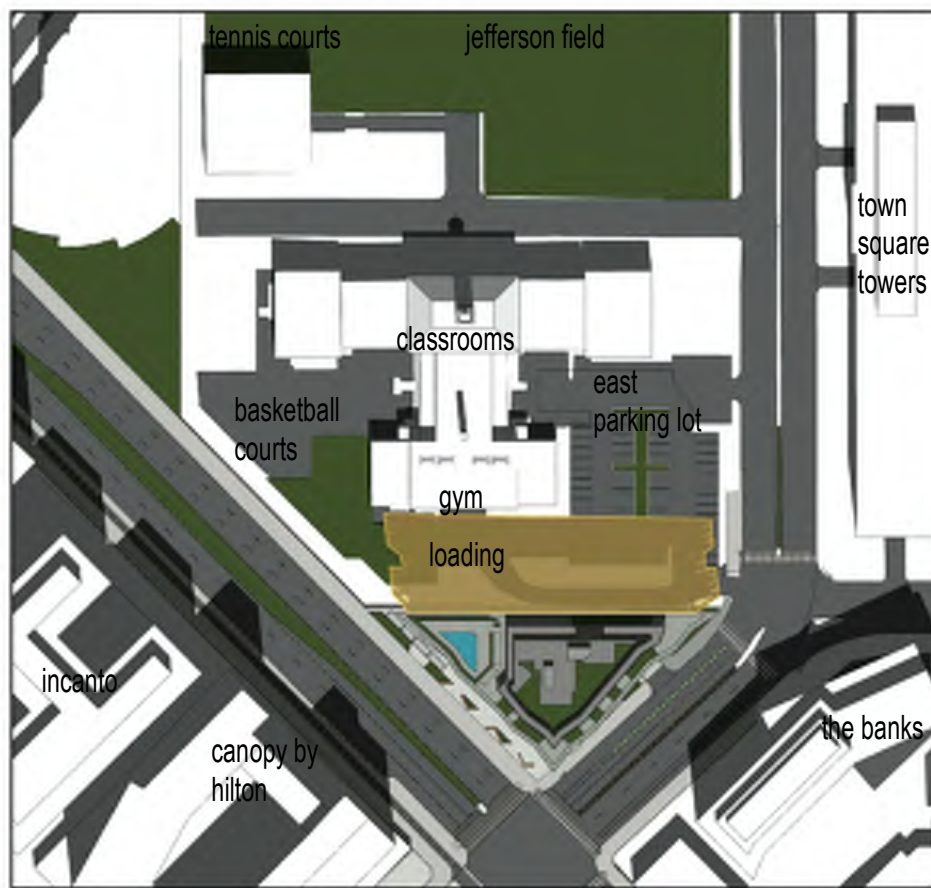 tennis courts
jefferson field
town
square
towers
classrooms
east
parking lot
basketball
courts
gym
loading
incanto
canopy by
hilton
the banks